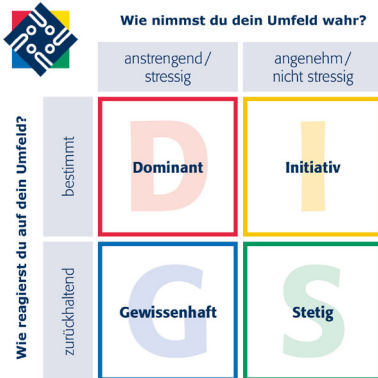 Wie nimmst du dein Umfeld wahr?
anstrengend/
stressig
angenehm/
nicht stressig
Wie reagierst du auf dein Umfeld?
bestimmt
D
Dominant
I
Initiativ
zurückhaltend
G
Gewissenhaft
S
Stetig